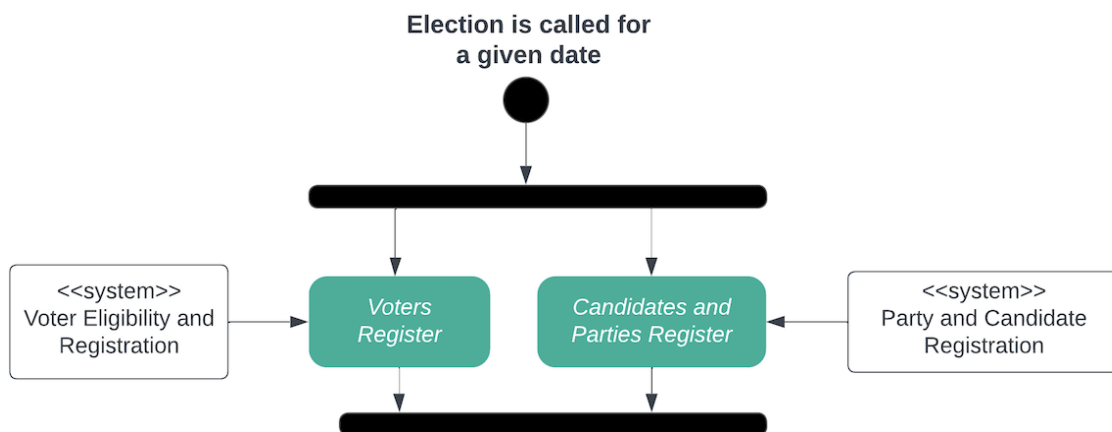 Election is called for
a given date
<<system>>
Voter Eligibility and
Registration
Voters
Register
Candidates and
Parties Register
<<system>>
Party and Candidate
Registration